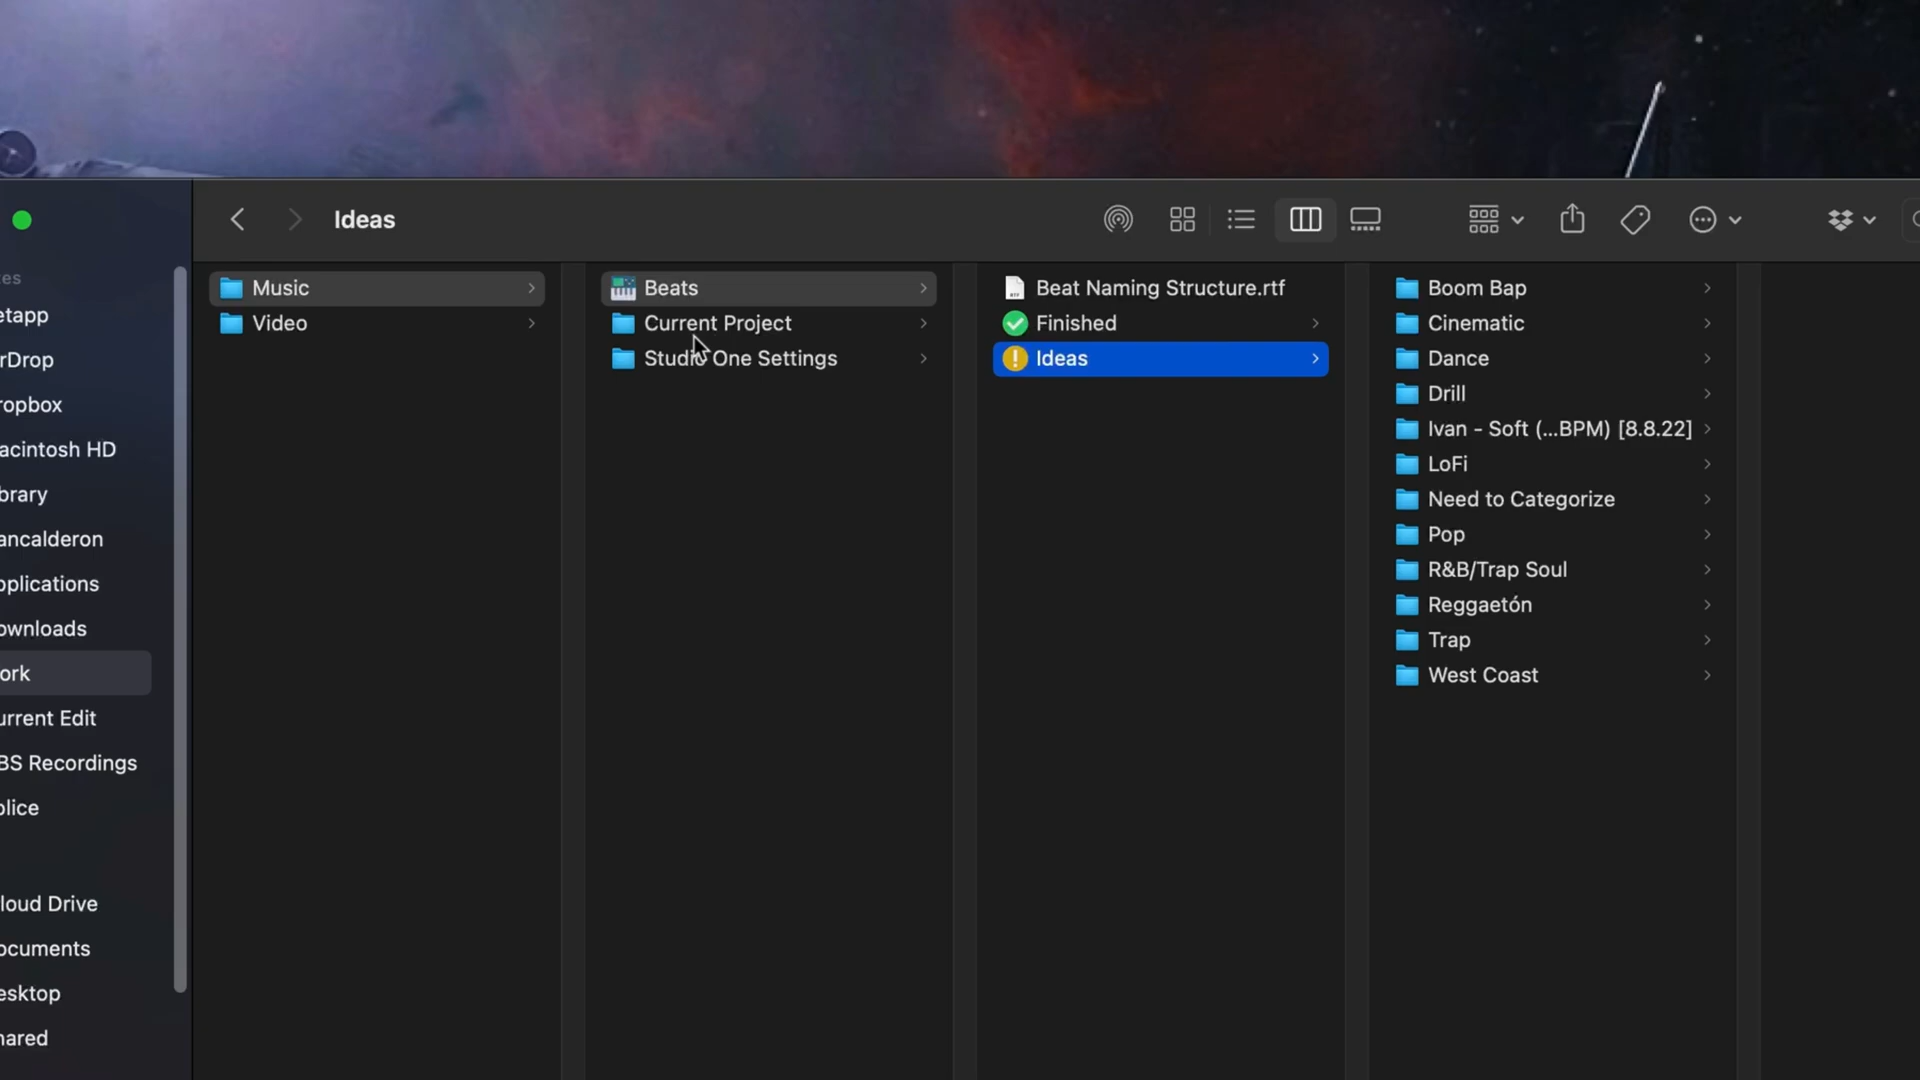 Ideas
es
etapp
rDrop
ropbox
acintosh HD
brary
ancalderon
pplications
ownloads
ork
urrent Edit
BS Recordings
plice
loud Drive
ocuments
esktop
hared
Music
Video
Beats
Current Project
Studio One Settings
Beat Naming Structure.rtf
Finished
Ideas
Boom Bap
Cinematic
Dance
Drill
Ivan - Soft (...BPM) [8.8.22]
LoFi
Need to Categorize
Pop
R&B/Trap Soul
Reggaetón
Trap
West Coast